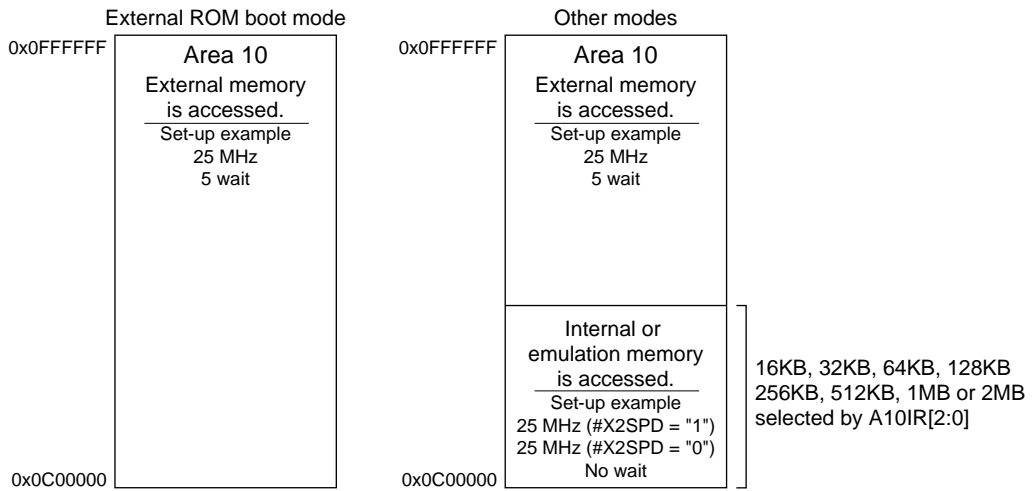 External ROM boot mode
0x0FFFFFF
Area 10
External memory
is accessed.
Set-up example
25 MHz
5 wait
0x0C00000
Other modes
0x0FFFFFF
Area 10
External memory
is accessed.
Set-up example
25 MHz
5 wait
Internal or
emulation memory
is accessed.
Set-up example
25 MHz (#X2SPD = "1")
25 MHz (#X2SPD = "0")
No wait
0x0C00000
16KB, 32KB, 64KB, 128KB
256KB, 512KB, 1MB or 2MB
selected by A10IR[2:0]